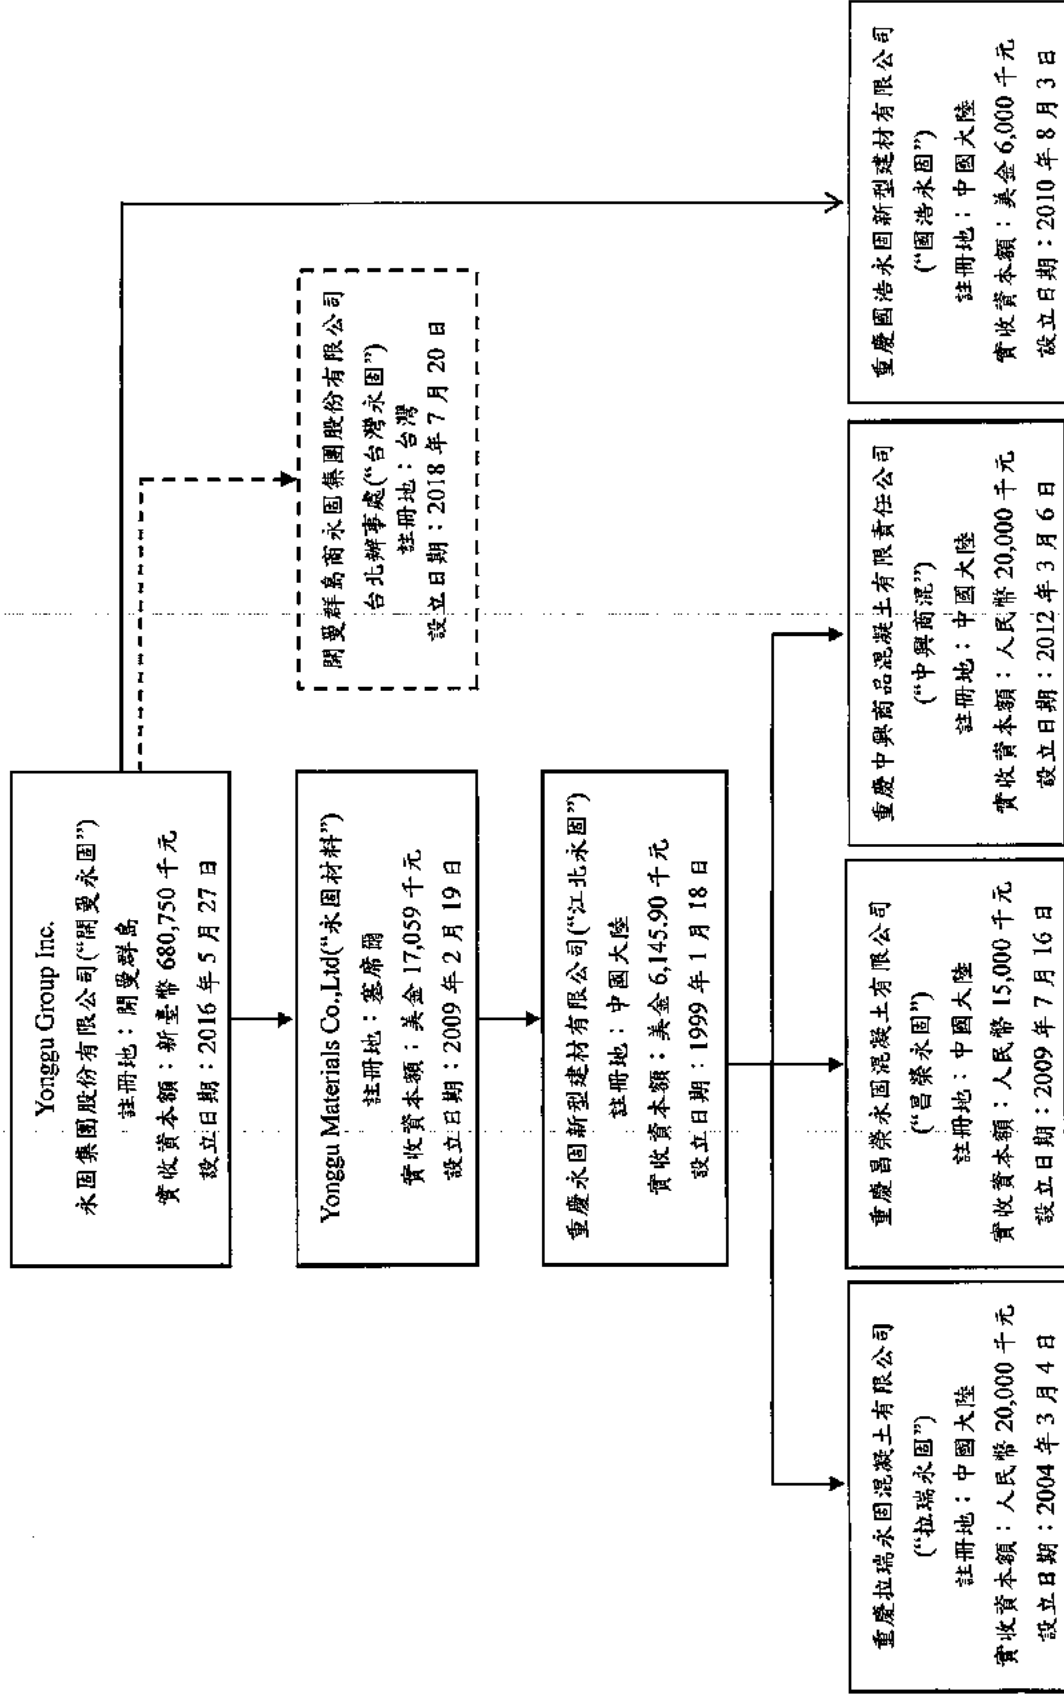 Yonggu Group Inc.
永固集團股份有限公司(“開曼永固”)
註冊地：開曼群島
實收資本額：新臺幣 680,750 千元
設立日期：2016 年 5 月 27 日
開曼群島商永固集團股份有限公司
台北辦事處(“台灣永固”)
註冊地：台灣
設立日期：2018 年 7 月 20 日
Yonggu Materials Co.,Ltd(“永固材料”)
註冊地：塞席爾
實收資本額：美金 17,059 千元
設立日期：2009 年 2 月 19 日
重慶永固新型建材有限公司(“江北永固”)
註冊地：中國大陸
實收資本額：美金 6,145.90 千元
設立日期：1999 年 1 月 18 日
重慶拉瑞永固混凝土有限公司
(“拉瑞永固”)
註冊地：中國大陸
實收資本額：人民幣 20,000 千元
設立日期：2004 年 3 月 4 日
重慶昌榮永固混凝土有限公司
(“昌榮永固”)
註冊地：中國大陸
實收資本額：人民幣 15,000 千元
設立日期：2009 年 7 月 16 日
重慶中興商品混凝土有限責任公司
(“中興商混”)
註冊地：中國大陸
實收資本額：人民幣 20,000 千元
設立日期：2012 年 3 月 6 日
重慶國浩永固新型建材有限公司
(“國浩永固”)
註冊地：中國大陸
實收資本額：美金 6,000 千元
設立日期：2010 年 8 月 3 日